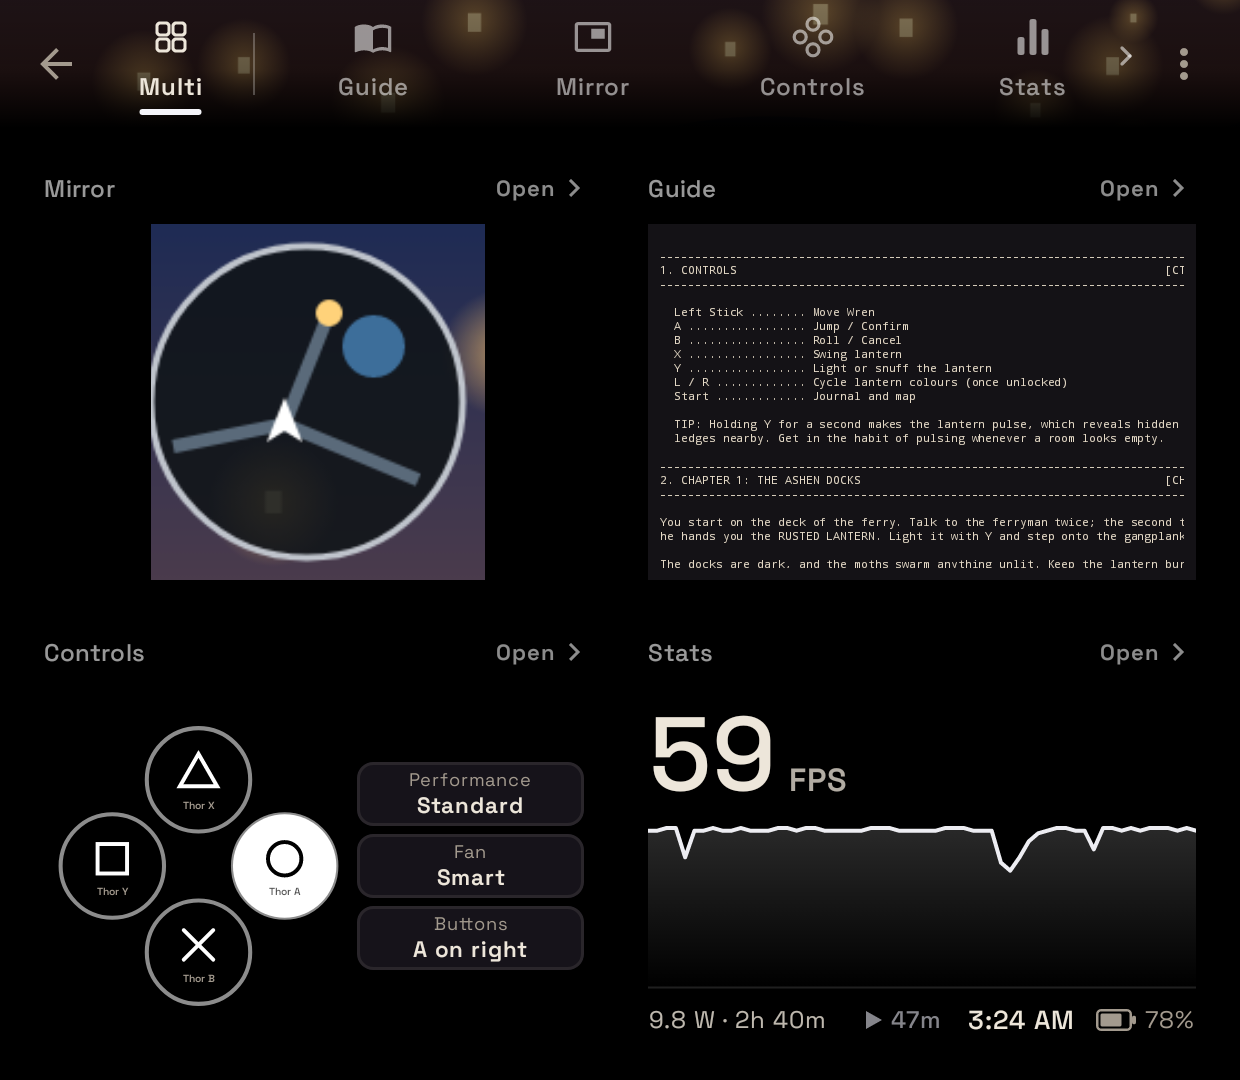 Multi
Guide
Mirror
Controls
Stats
Mirror
Open
Guide
Open
1. CONTROLS [CT
Left Stick ........ Move Wren
A ................. Jump / Confirm
B ................. Roll / Cancel
X ................. Swing lantern
Y ................. Light or snuff the lantern
L / R ............. Cycle lantern colours (once unlocked)
Start ............. Journal and map
TIP: Holding Y for a second makes the lantern pulse, which reveals hidden
ledges nearby. Get in the habit of pulsing whenever a room looks empty.
2. CHAPTER 1: THE ASHEN DOCKS [CH
You start on the deck of the ferry. Talk to the ferryman twice; the second t
he hands you the RUSTED LANTERN. Light it with Y and step onto the gangplank
The docks are dark, and the moths swarm anything unlit. Keep the lantern bur
Controls
Open
Thor X
Thor Y
Thor A
Thor B
Performance
Standard
Fan
Smart
Buttons
A on right
Stats
Open
59 FPS
9.8 W · 2h 40m
47m
3:24 AM
78%